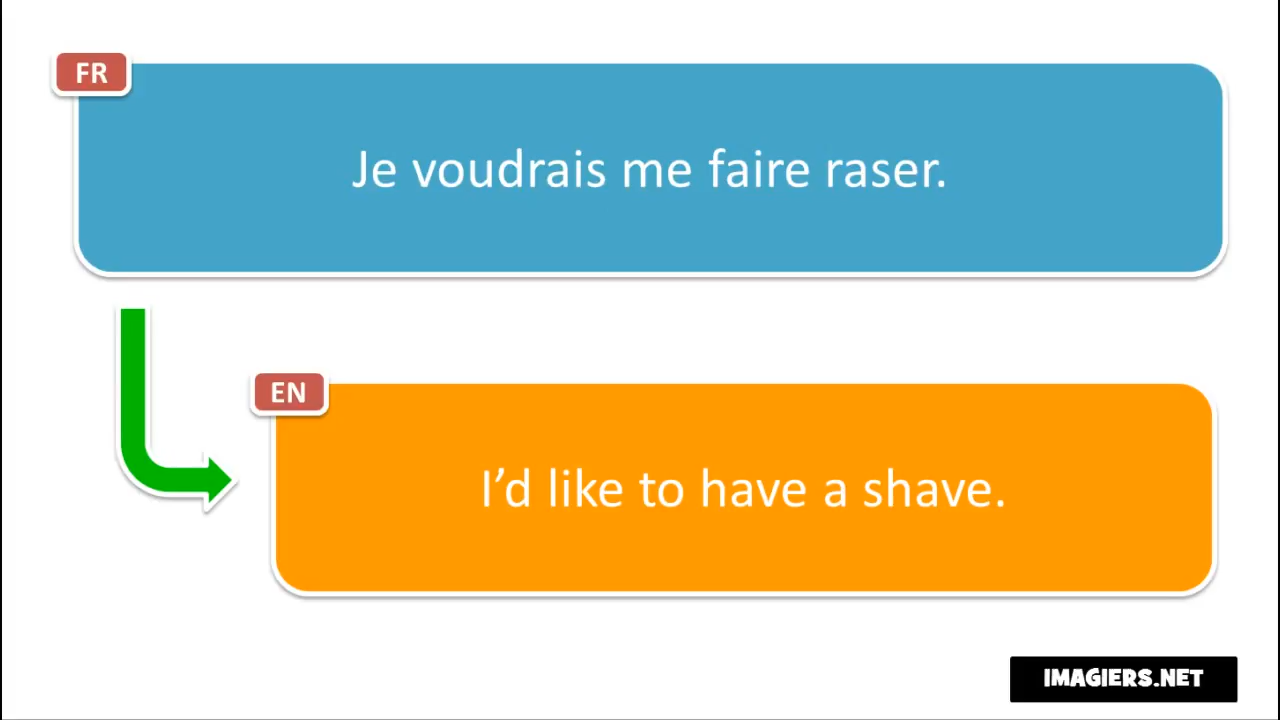 FR
Je voudrais me faire raser.
EN
I’d like to have a shave.
IMAGIERS.NET